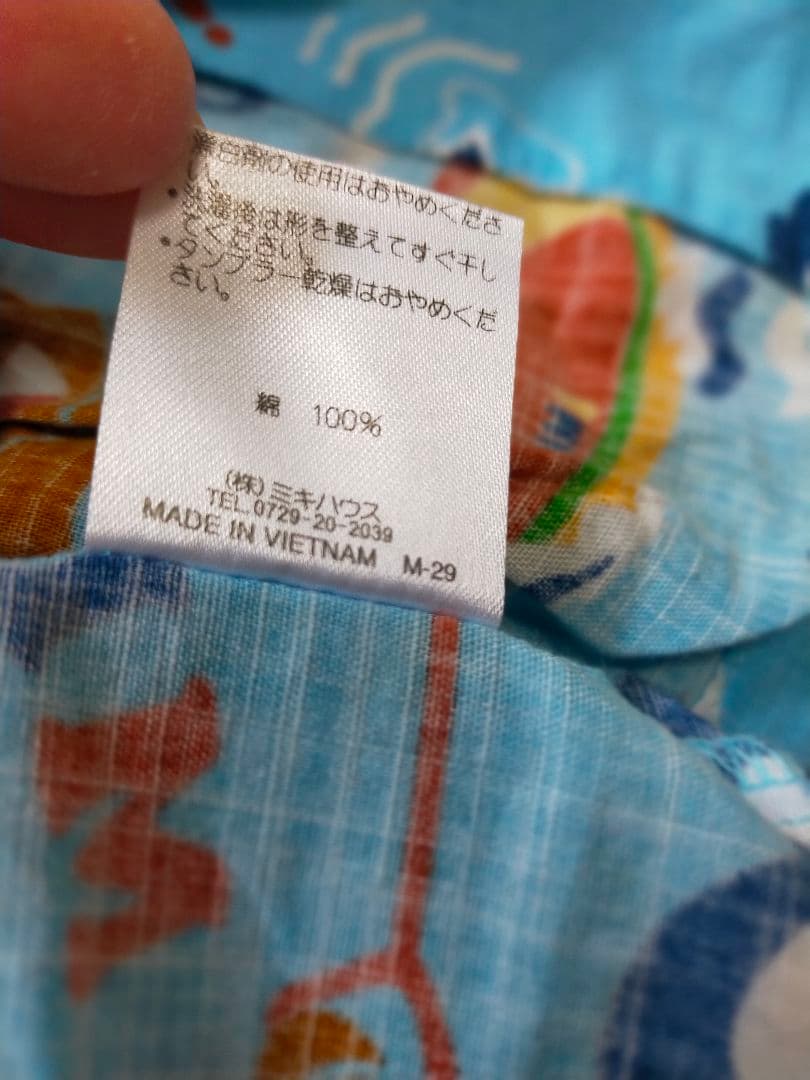 蛍光増白剤の使用はおやめくださ
い。
・洗濯後は形を整えてすぐ干し
てください。
・タンブラー乾燥はおやめくだ
さい。
綿 100%
(株)ミキハウス
TEL.0729-20-2039
MADE IN VIETNAM M-29